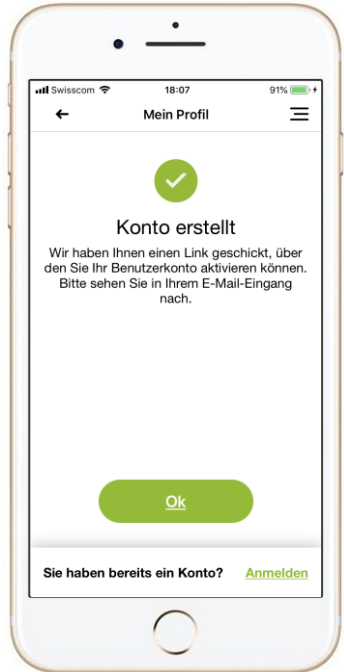 Swisscom 18:07 91%
Mein Profil
Konto erstellt
Wir haben Ihnen einen Link geschickt, über
den Sie Ihr Benutzerkonto aktivieren können.
Bitte sehen Sie in Ihrem E-Mail-Eingang
nach.
Ok
Sie haben bereits ein Konto? Anmelden